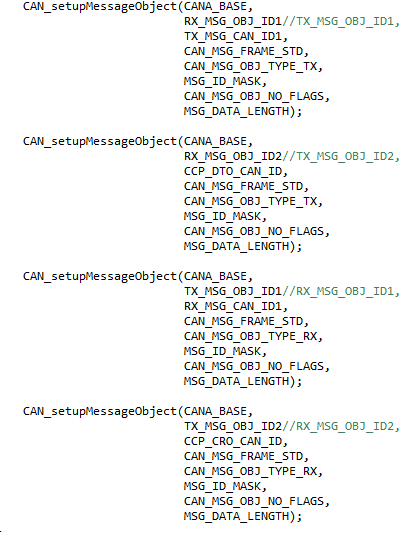 CAN_setupMessageObject(CANA_BASE,
RX_MSG_OBJ_ID1//TX_MSG_OBJ_ID1,
TX_MSG_CAN_ID1,
CAN_MSG_FRAME_STD,
CAN_MSG_OBJ_TYPE_TX,
MSG_ID_MASK,
CAN_MSG_OBJ_NO_FLAGS,
MSG_DATA_LENGTH);
CAN_setupMessageObject(CANA_BASE,
RX_MSG_OBJ_ID2//TX_MSG_OBJ_ID2,
CCP_DTO_CAN_ID,
CAN_MSG_FRAME_STD,
CAN_MSG_OBJ_TYPE_TX,
MSG_ID_MASK,
CAN_MSG_OBJ_NO_FLAGS,
MSG_DATA_LENGTH);
CAN_setupMessageObject(CANA_BASE,
TX_MSG_OBJ_ID1//RX_MSG_OBJ_ID1,
RX_MSG_CAN_ID1,
CAN_MSG_FRAME_STD,
CAN_MSG_OBJ_TYPE_RX,
MSG_ID_MASK,
CAN_MSG_OBJ_NO_FLAGS,
MSG_DATA_LENGTH);
CAN_setupMessageObject(CANA_BASE,
TX_MSG_OBJ_ID2//RX_MSG_OBJ_ID2,
CCP_CRO_CAN_ID,
CAN_MSG_FRAME_STD,
CAN_MSG_OBJ_TYPE_RX,
MSG_ID_MASK,
CAN_MSG_OBJ_NO_FLAGS,
MSG_DATA_LENGTH);